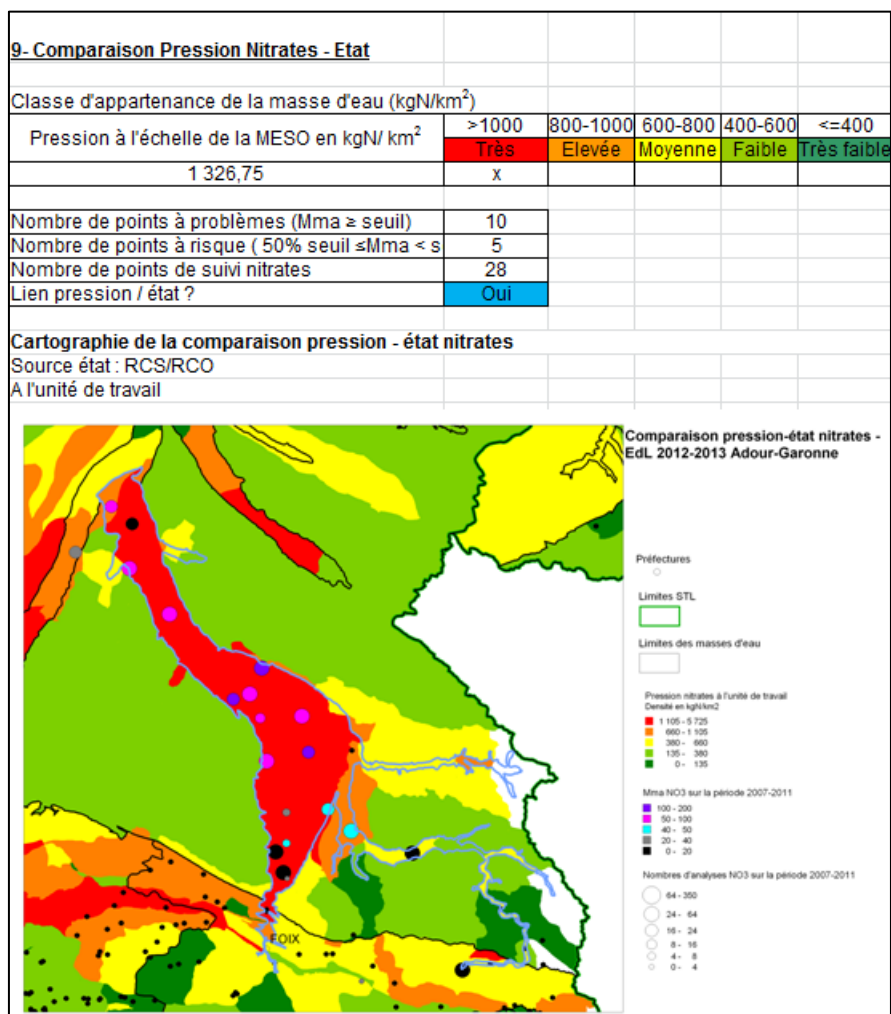 9- Comparaison Pression Nitrates - Etat
Classe d'appartenance de la masse d'eau (kgN/km²)
Pression à l'échelle de la MESO en kgN/ km² >1000 800-1000 600-800 400-600 <=400
Très Elevée Moyenne Faible Très faible
1 326,75 x
Nombre de points à problèmes (Mma ≥ seuil) 10
Nombre de points à risque ( 50% seuil ≤Mma < s 5
Nombre de points de suivi nitrates 28
Lien pression / état ? Oui
Cartographie de la comparaison pression - état nitrates
Source état : RCS/RCO
A l'unité de travail
Comparaison pression-état nitrates -
EdL 2012-2013 Adour-Garonne
Préfectures
Limites STL
Limites des masses d'eau
Pression nitrates à l'unité de travail
Densité en kgN/km2
1 105 - 5 725
660 - 1 105
380 - 660
135 - 380
0 - 135
Mma NO3 sur la période 2007-2011
100 - 200
50 - 100
40 - 50
20 - 40
0 - 20
Nombres d'analyses NO3 sur la période 2007-2011
64 - 350
24 - 64
16 - 24
8 - 16
4 - 8
0 - 4
FOIX